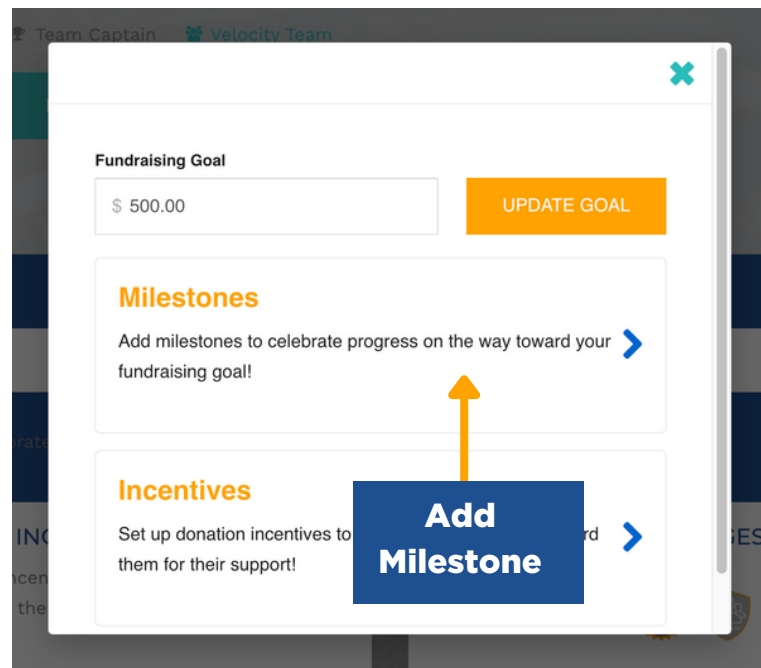 Team Captain Velocity Team
Fundraising Goal
$ 500.00
UPDATE GOAL
Milestones
Add milestones to celebrate progress on the way toward your
fundraising goal!
Incentives
Set up donation incentives to
them for their support!
Add
Milestone